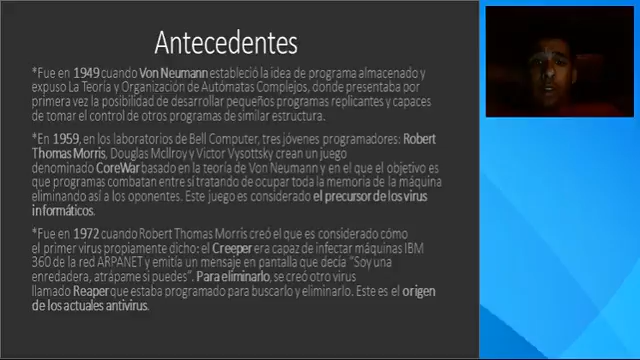 Antecedentes
*Fue en 1949 cuando Von Neumann estableció la idea de programa almacenado y
expuso La Teoría y Organización de Autómatas Complejos, donde presentaba por
primera vez la posibilidad de desarrollar pequeños programas replicantes y capaces
de tomar el control de otros programas de similar estructura.
*En 1959, en los laboratorios de Bell Computer, tres jóvenes programadores: Robert
Thomas Morris, Douglas McIlroy y Victor Vysottsky crean un juego
denominado CoreWar basado en la teoría de Von Neumann y en el que el objetivo es
que programas combatan entre sí tratando de ocupar toda la memoria de la máquina
eliminando así a los oponentes. Este juego es considerado el precursor de los virus
informáticos.
*Fue en 1972 cuando Robert Thomas Morris creó el que es considerado cómo
el primer virus propiamente dicho: el Creeper era capaz de infectar máquinas IBM
360 de la red ARPANET y emitía un mensaje en pantalla que decía “Soy una
enredadera, atrápame si puedes”. Para eliminarlo, se creó otro virus
llamado Reaper que estaba programado para buscarlo y eliminarlo. Este es el origen
de los actuales antivirus.